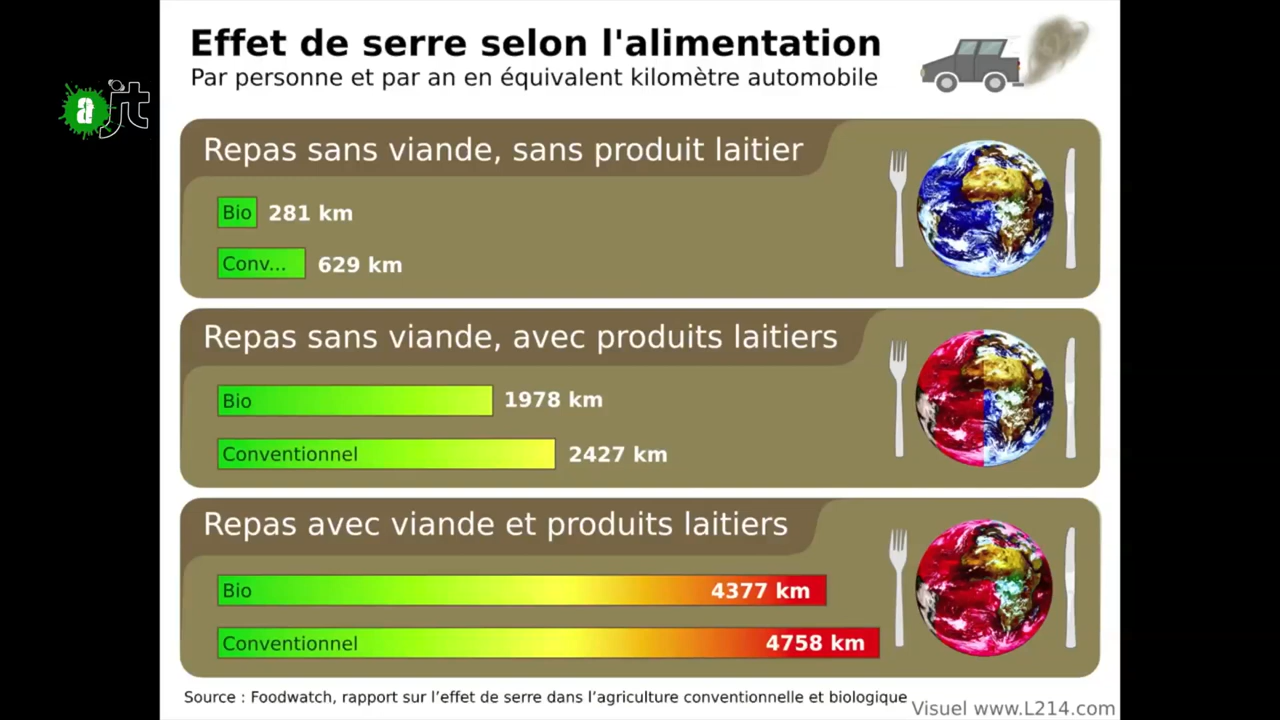 Effet de serre selon l'alimentation
Par personne et par an en équivalent kilomètre automobile
ajt
Repas sans viande, sans produit laitier
Bio 281 km
Conv... 629 km
Repas sans viande, avec produits laitiers
Bio 1978 km
Conventionnel 2427 km
Repas avec viande et produits laitiers
Bio 4377 km
Conventionnel 4758 km
Source : Foodwatch, rapport sur l’effet de serre dans l’agriculture conventionnelle et biologique
Visuel www.L214.com